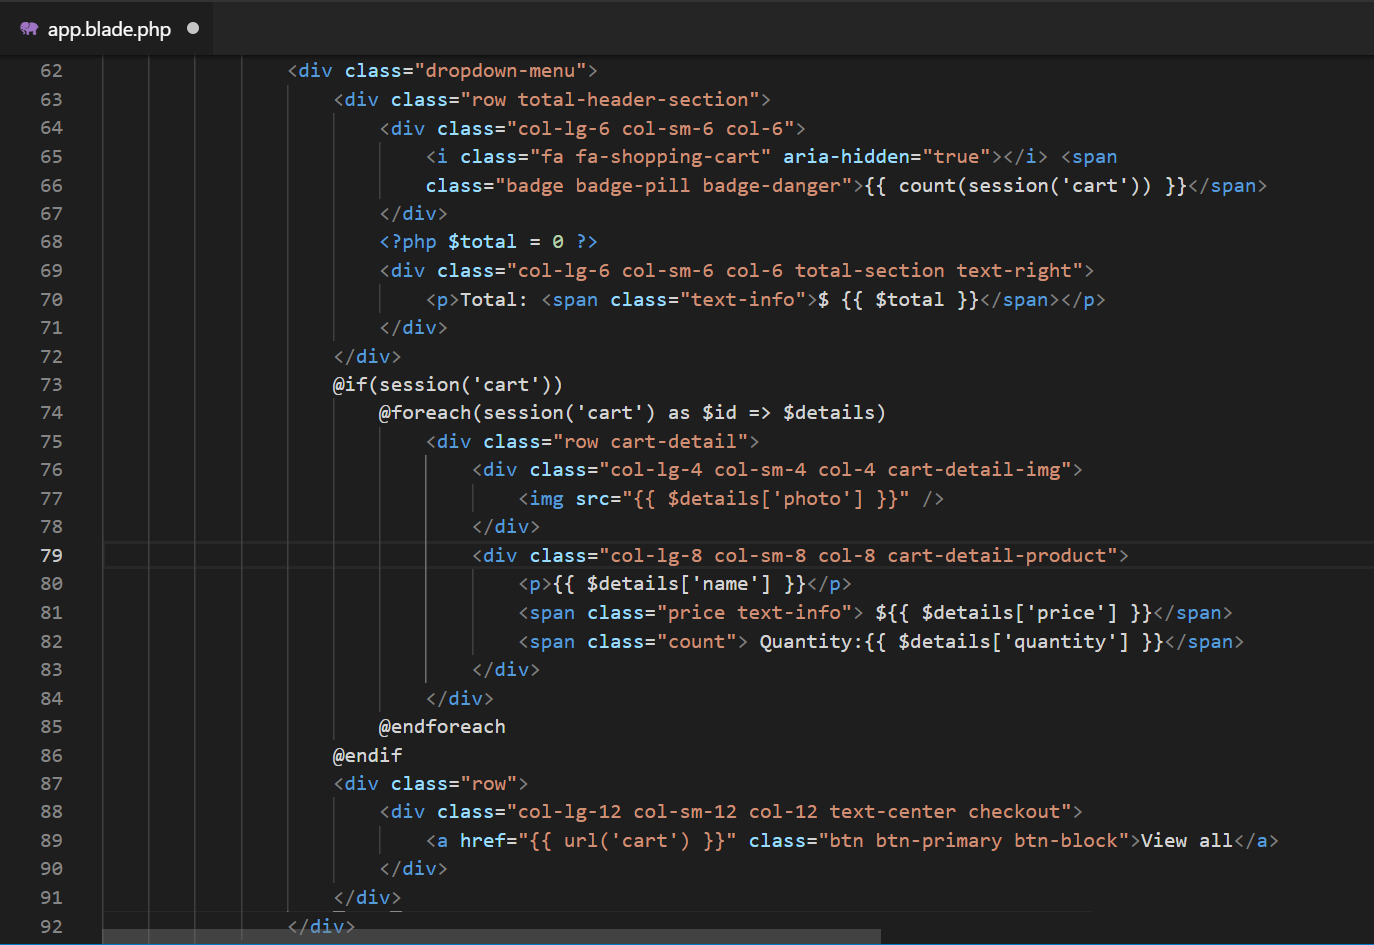 app.blade.php
62 <div class="dropdown-menu">
63 <div class="row total-header-section">
64 <div class="col-lg-6 col-sm-6 col-6">
65 <i class="fa fa-shopping-cart" aria-hidden="true"></i> <span
66 class="badge badge-pill badge-danger">{{ count(session('cart')) }}</span>
67 </div>
68 <?php $total = 0 ?>
69 <div class="col-lg-6 col-sm-6 col-6 total-section text-right">
70 <p>Total: <span class="text-info">$ {{ $total }}</span></p>
71 </div>
72 </div>
73 @if(session('cart'))
74 @foreach(session('cart') as $id => $details)
75 <div class="row cart-detail">
76 <div class="col-lg-4 col-sm-4 col-4 cart-detail-img">
77 <img src="{{ $details['photo'] }}" />
78 </div>
79 <div class="col-lg-8 col-sm-8 col-8 cart-detail-product">
80 <p>{{ $details['name'] }}</p>
81 <span class="price text-info"> ${{ $details['price'] }}</span>
82 <span class="count"> Quantity:{{ $details['quantity'] }}</span>
83 </div>
84 </div>
85 @endforeach
86 @endif
87 <div class="row">
88 <div class="col-lg-12 col-sm-12 col-12 text-center checkout">
89 <a href="{{ url('cart') }}" class="btn btn-primary btn-block">View all</a>
90 </div>
91 </div>
92 </div>